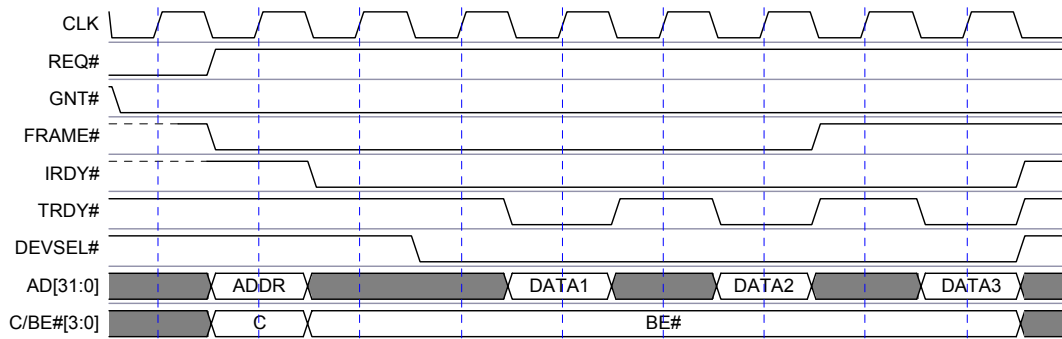 CLK
REQ#
GNT#
FRAME#
IRDY#
TRDY#
DEVSEL#
AD[31:0] ADDR DATA1 DATA2 DATA3
C/BE#[3:0] C BE#